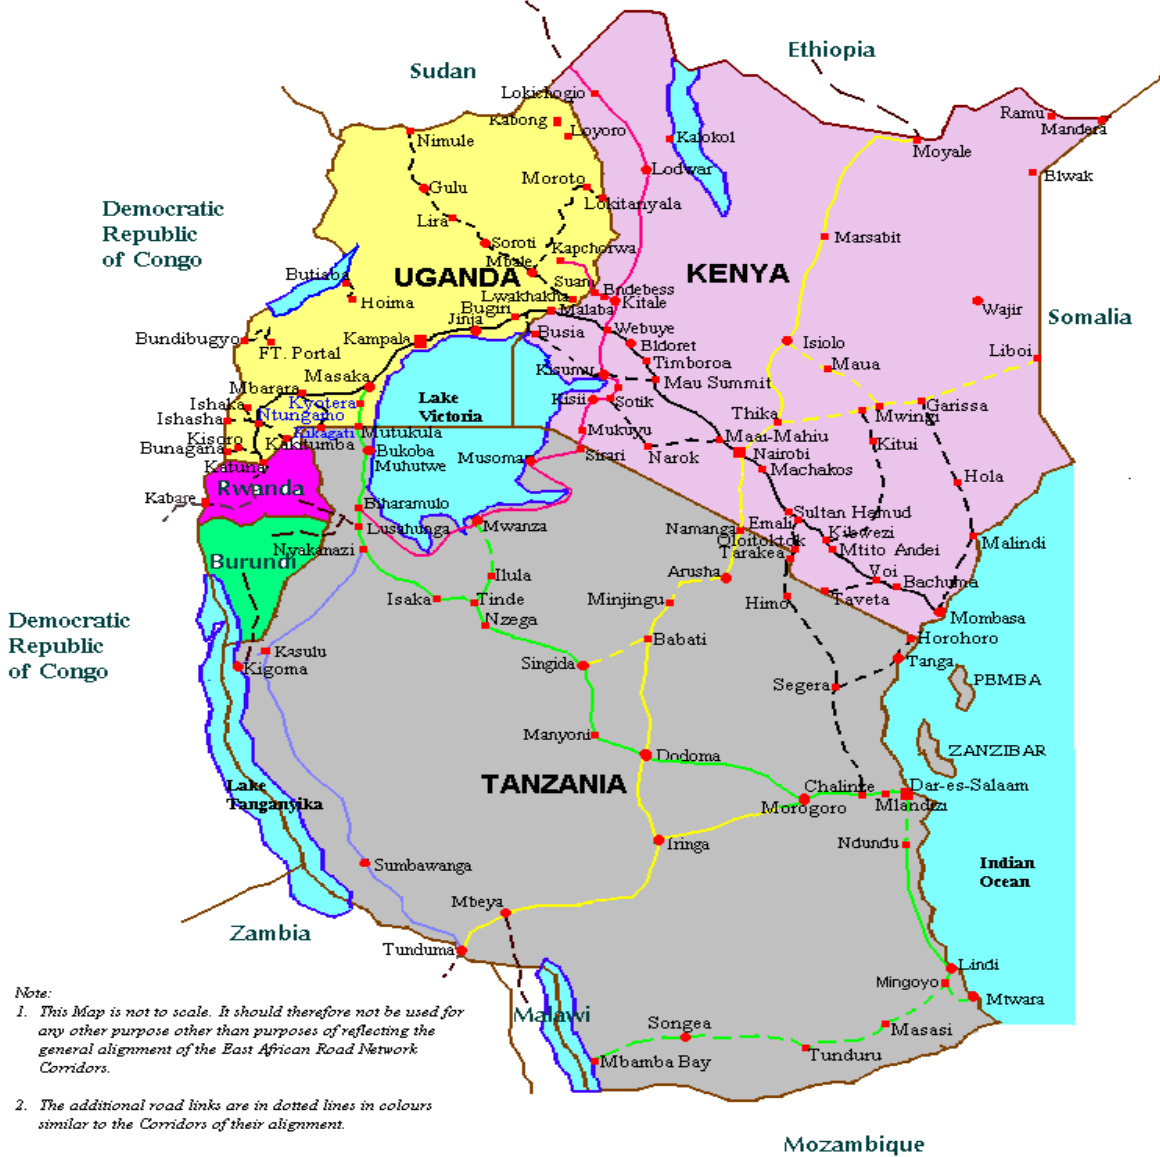 Ethiopia
Sudan
Lokichogio
Kabong
Loyoro
Ramu
Mandera
Nimule
Kalokol
Moyale
Lodwar
Elwak
Moroto
Gulu
Lokitanyala
Democratic
Republic
of Congo
Lira
Marsabit
Soroti
Kapchorwa
Mbale
UGANDA
KENYA
Butiaba
Suam
Endebess
Hoima
Lwakhakha
Kitale
Wajir
Bugiri
Malaba
Jinja
Somalia
Bundibugyo
Kampala
Busia
Webuye
Eldoret
Isiolo
FT. Portal
Timboroa
Liboi
Maua
Masaka
Kisumu
Mau Summit
Mbarara
Lake
Victoria
Ishaka
Kyotera
Kisii
Sotik
Thika
Mwingi
Garissa
Ntungamo
Ishasha
Kikagati
Mutukula
Mukuyu
Maai-Mahiu
Kitui
Kisoro
Kakitumba
Bunagana
Bukoba
Sirari
Narok
Nairobi
Muhutwe
Musoma
Katuna
Machakos
Hola
Rwanda
Kabare
Biharamulo
Sultan Hamud
Lusahunga
Mwanza
Namanga
Emali
Kibwezi
Oloitoktok
Malindi
Nyakanazi
Tarakea
Mtito Andei
Burundi
Arusha
Voi
Ilula
Bachuma
Isaka
Tinde
Minjingu
Himo
Taveta
Nzega
Mombasa
Democratic
Republic
of Congo
Babati
Horohoro
Kasulu
Singida
Tanga
Kigoma
Segera
PEMBA
Manyoni
Dodoma
ZANZIBAR
TANZANIA
Lake
Tanganyika
Chalinze
Dar-es-Salaam
Morogoro
Mlandizi
Iringa
Ndundu
Sumbawanga
Indian
Ocean
Mbeya
Zambia
Tunduma
Lindi
Mingoyo
Mtwara
Malawi
Songea
Masasi
Mbamba Bay
Tunduru
Note:
1. This Map is not to scale. It should therefore not be used for
any other purpose other than purposes of reflecting the
general alignment of the East African Road Network
Corridors.
2. The additional road links are in dotted lines in colours
similar to the Corridors of their alignment.
Mozambique